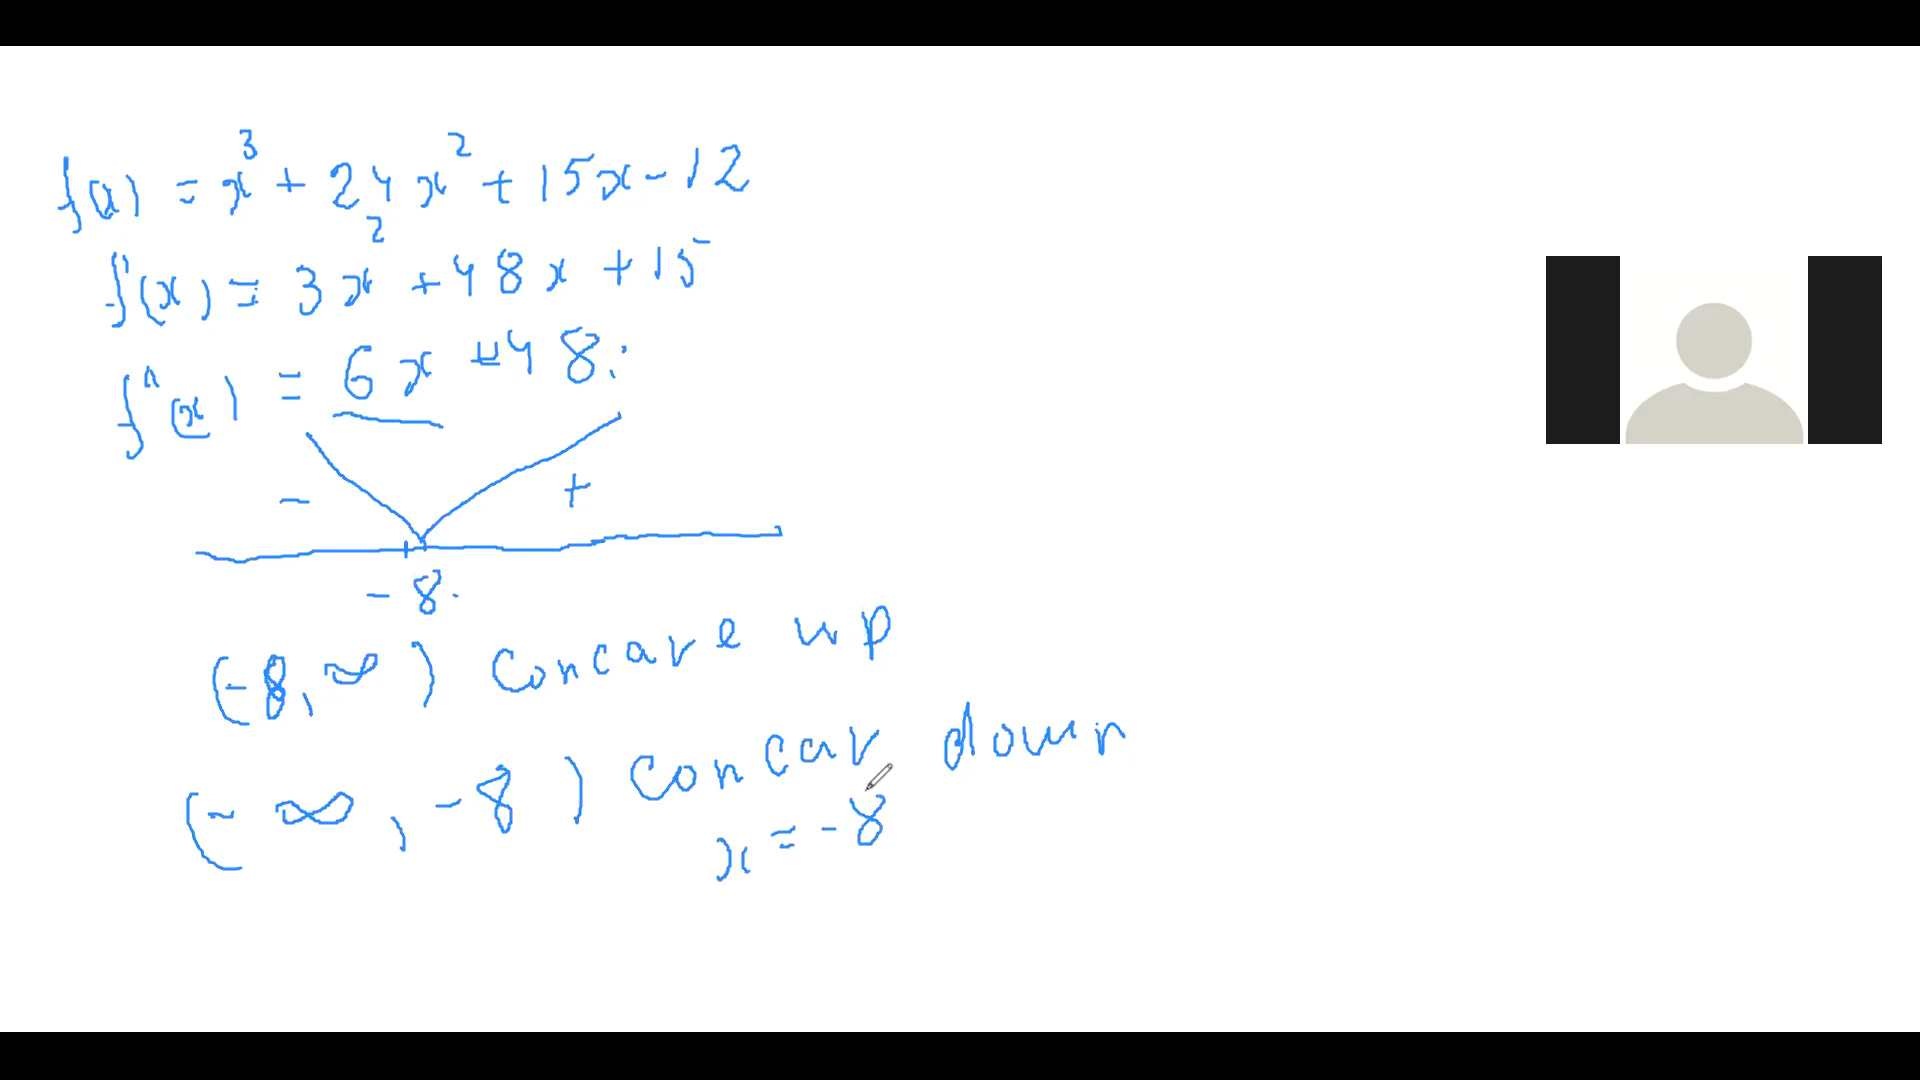 f(x) = x³ + 24x² + 15x - 12
f'(x) = 3x² + 48x + 15
f"(x) = 6x + 48.
- +
- 8.
(-8, ∞) concave up
(-∞, -8) concav down
x = -8